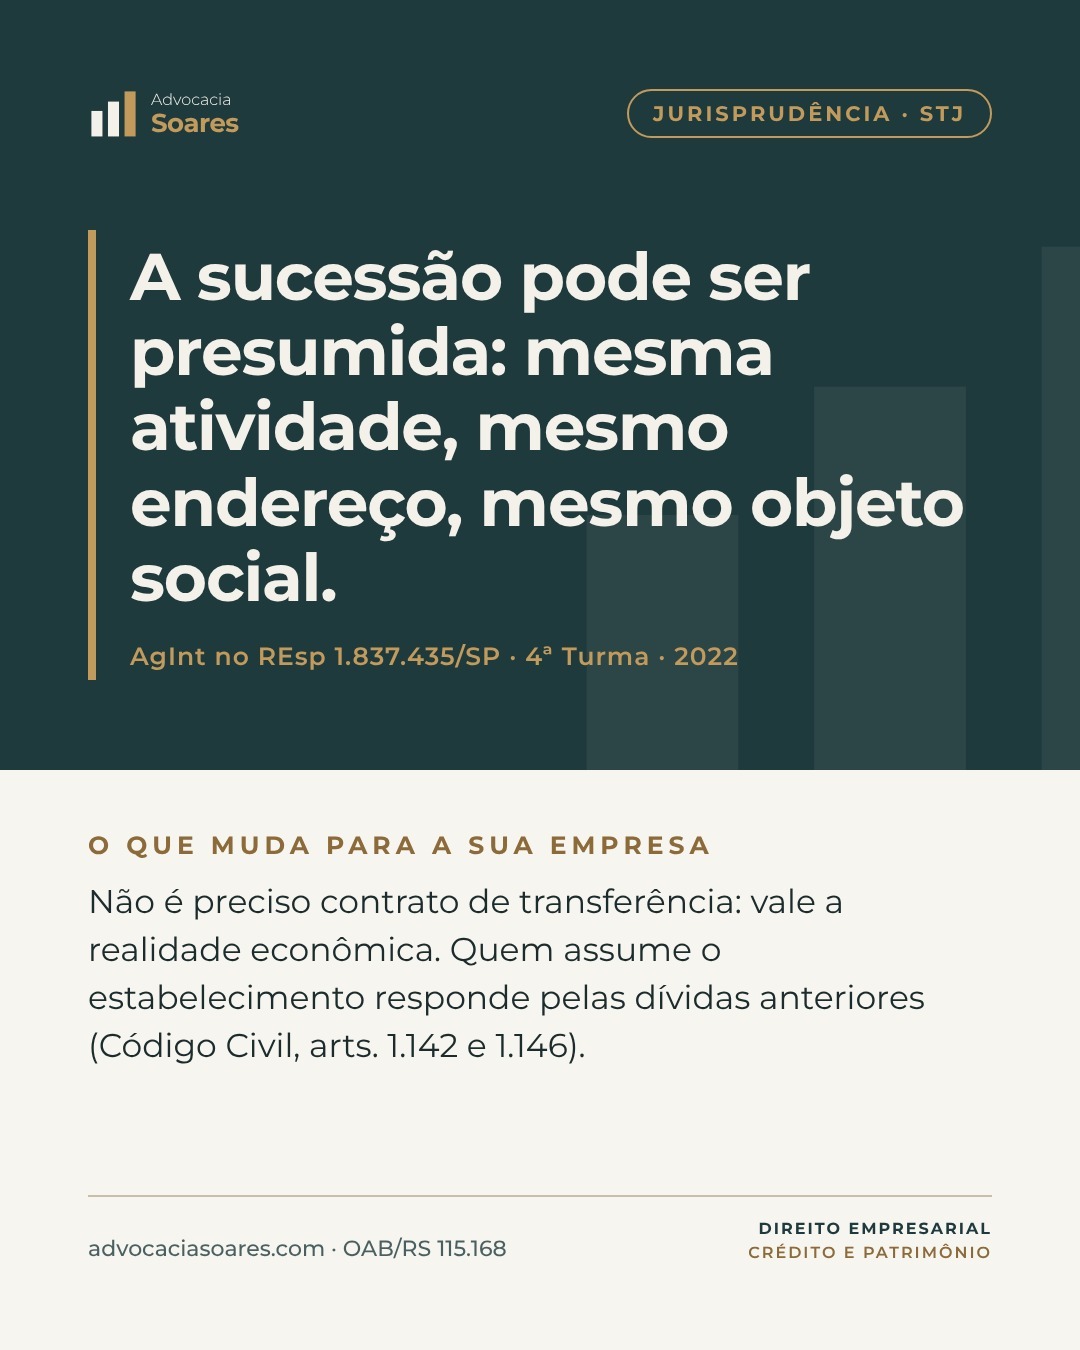 Advocacia
Soares
JURISPRUDÊNCIA · STJ
A sucessão pode ser
presumida: mesma
atividade, mesmo
endereço, mesmo objeto
social.
AgInt no REsp 1.837.435/SP · 4ª Turma · 2022
O QUE MUDA PARA A SUA EMPRESA
Não é preciso contrato de transferência: vale a
realidade econômica. Quem assume o
estabelecimento responde pelas dívidas anteriores
(Código Civil, arts. 1.142 e 1.146).
advocaciasoares.com · OAB/RS 115.168
DIREITO EMPRESARIAL
CRÉDITO E PATRIMÔNIO